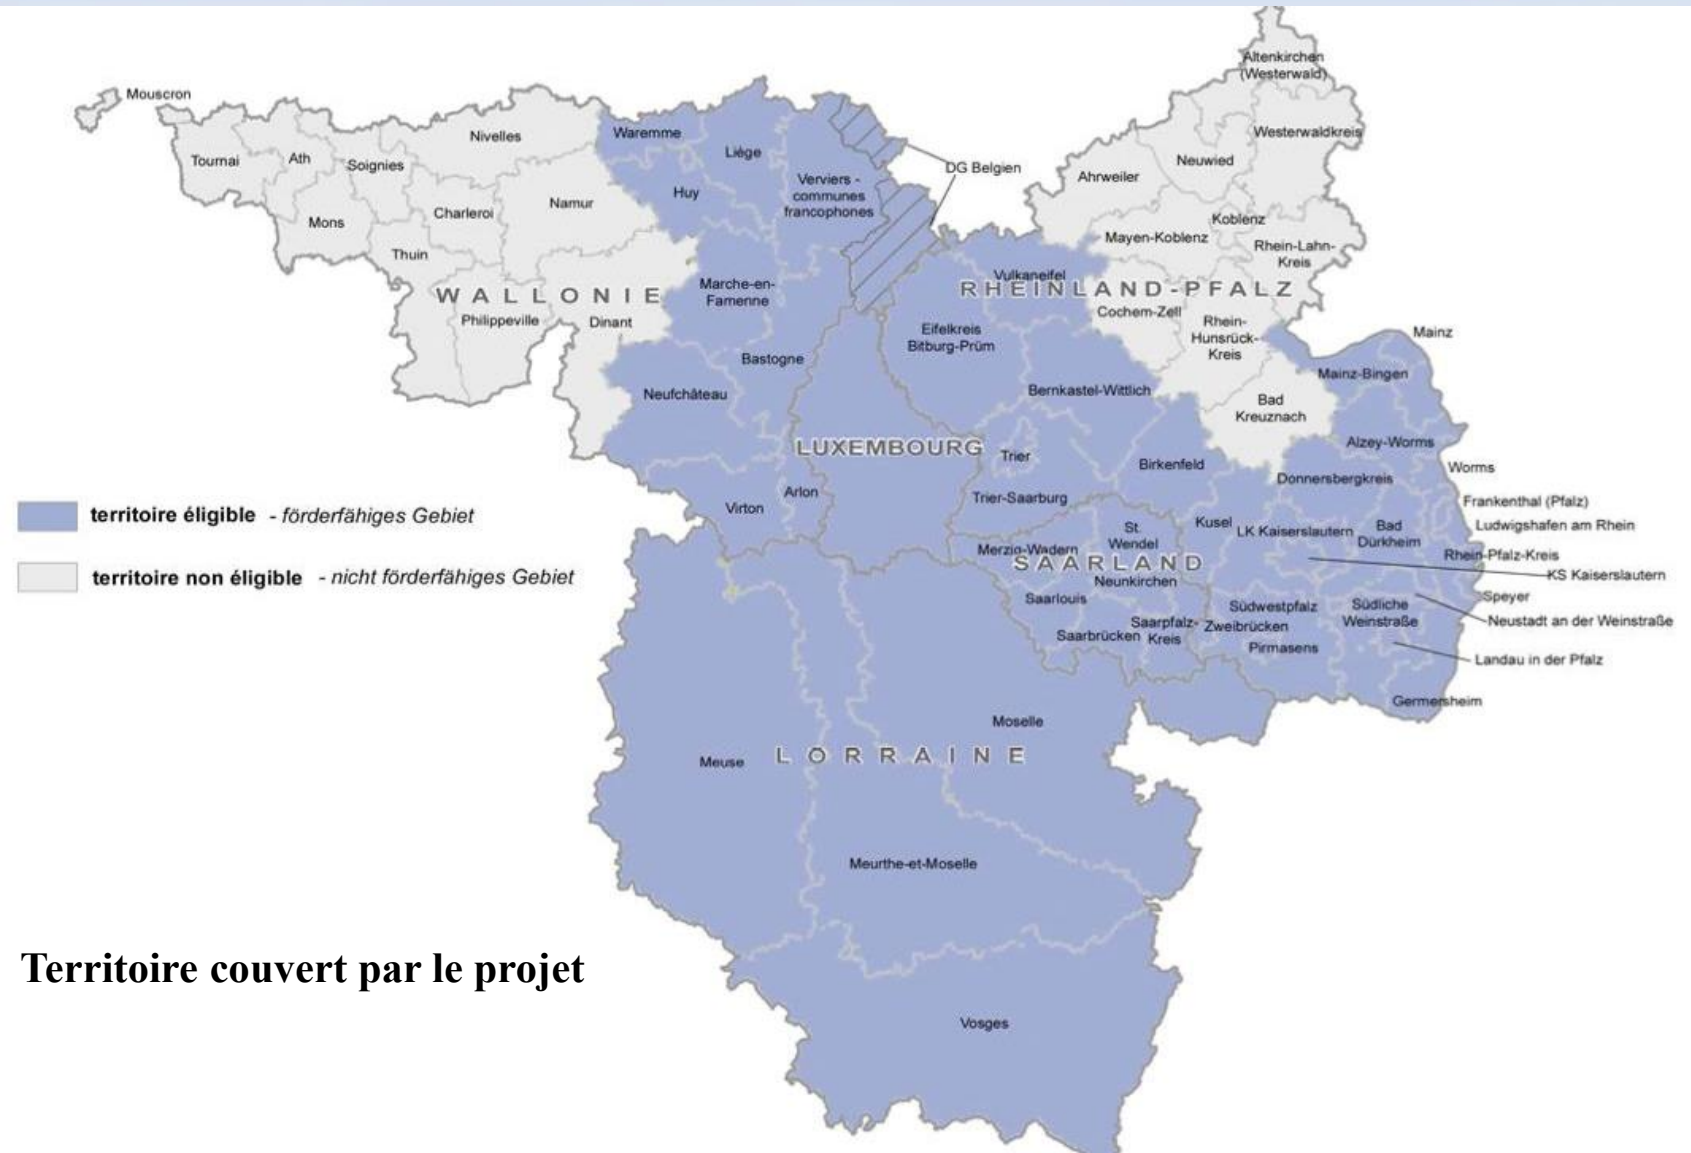 Altenkirchen
(Westerwald)
Mouscron
Nivelles
Waremme
Westerwaldkreis
Tournai
Ath
Soignies
Liége
Neuwied
DG Belgien
Ahrweiler
Verviers -
communes
francophones
Huy
Namur
Charleroi
Mons
Koblenz
Mayen-Koblenz
Rhein-Lahn-
Kreis
Thuin
Vulkaneifel
Marche-en-
Famenne
WALLONIE
RHEINLAND-PFALZ
Cochem-Zell
Philippeville
Dinant
Rhein-
Hunsrück-
Kreis
Eifelkreis
Bitburg-Prüm
Mainz
Bastogne
Mainz-Bingen
Neufchâteau
Bernkastel-Wittlich
Bad
Kreuznach
LUXEMBOURG
Alzey-Worms
Trier
Birkenfeld
Worms
Donnersbergkreis
Arlon
Trier-Saarburg
Frankenthal (Pfalz)
Virton
territoire éligible - förderfähiges Gebiet
Kusel
LK Kaiserslautern
Bad
Dürkheim
Ludwigshafen am Rhein
St.
Wendel
Merzig-Wadern
Rhein-Pfalz-Kreis
SAARLAND
KS Kaiserslautern
territoire non éligible - nicht förderfähiges Gebiet
Neunkirchen
Saarlouis
Speyer
Südwestpfalz
Südliche
Weinstraße
Neustadt an der Weinstraße
Saarpfalz-
Kreis
Zweibrücken
Saarbrücken
Pirmasens
Landau in der Pfalz
Germersheim
Moselle
LORRAINE
Meuse
Meurthe-et-Moselle
Territoire couvert par le projet
Vosges